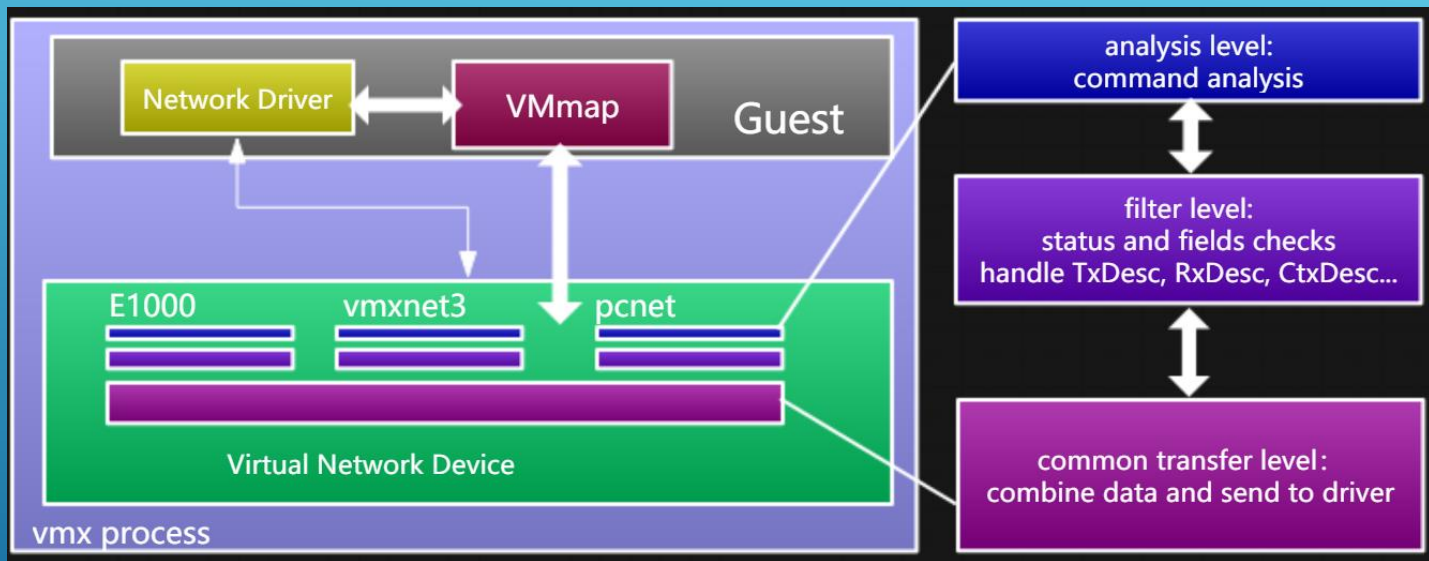 Network Driver
VMmap
Guest
E1000
vmxnet3
pcnet
Virtual Network Device
vmx process
analysis level:
command analysis
filter level:
status and fields checks
handle TxDesc, RxDesc, CtxDesc...
common transfer level:
combine data and send to driver